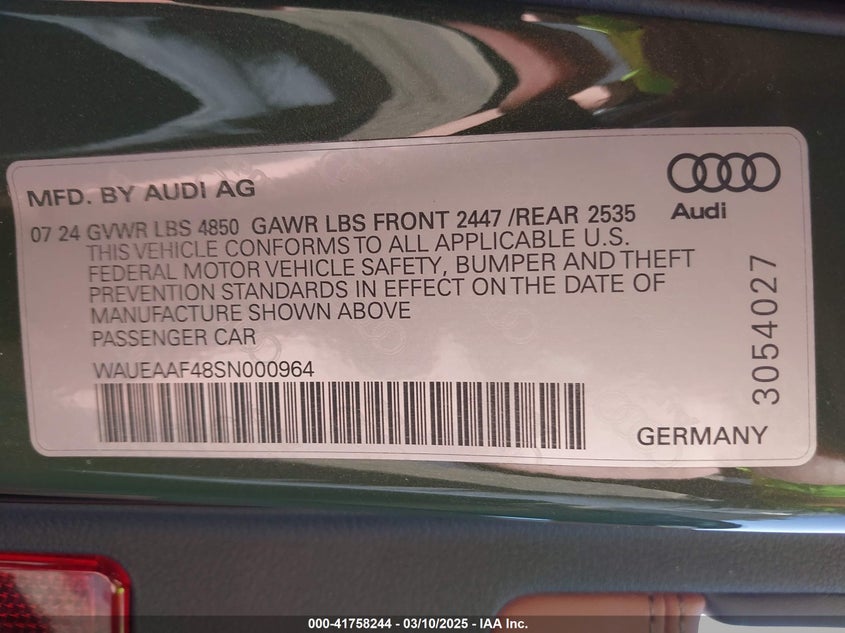 MFD. BY AUDI AG
Audi
07 24 GVWR LBS 4850 GAWR LBS FRONT 2447 /REAR 2535
THIS VEHICLE CONFORMS TO ALL APPLICABLE U.S.
FEDERAL MOTOR VEHICLE SAFETY, BUMPER AND THEFT
PREVENTION STANDARDS IN EFFECT ON THE DATE OF
MANUFACTURE SHOWN ABOVE
PASSENGER CAR
WAUEAAF48SN000964
3054027
GERMANY
000-41758244 - 03/10/2025 - IAA Inc.